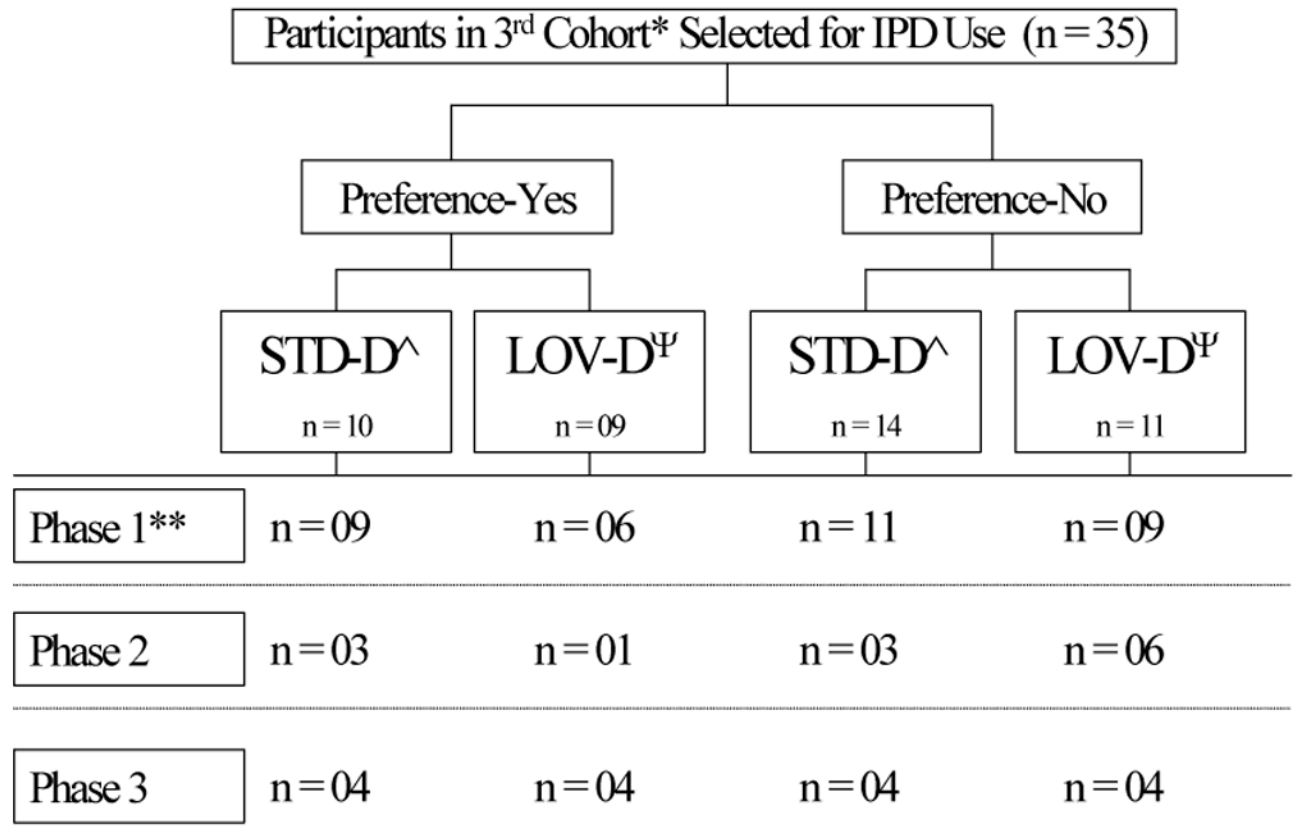 Participants in 3rd Cohort* Selected for IPD Use (n = 35)
Preference-Yes Preference-No
STD-D^ LOV-DΨ STD-D^ LOV-DΨ
n = 10 n = 09 n = 14 n = 11
Phase 1** n = 09 n = 06 n = 11 n = 09
Phase 2 n = 03 n = 01 n = 03 n = 06
Phase 3 n = 04 n = 04 n = 04 n = 04